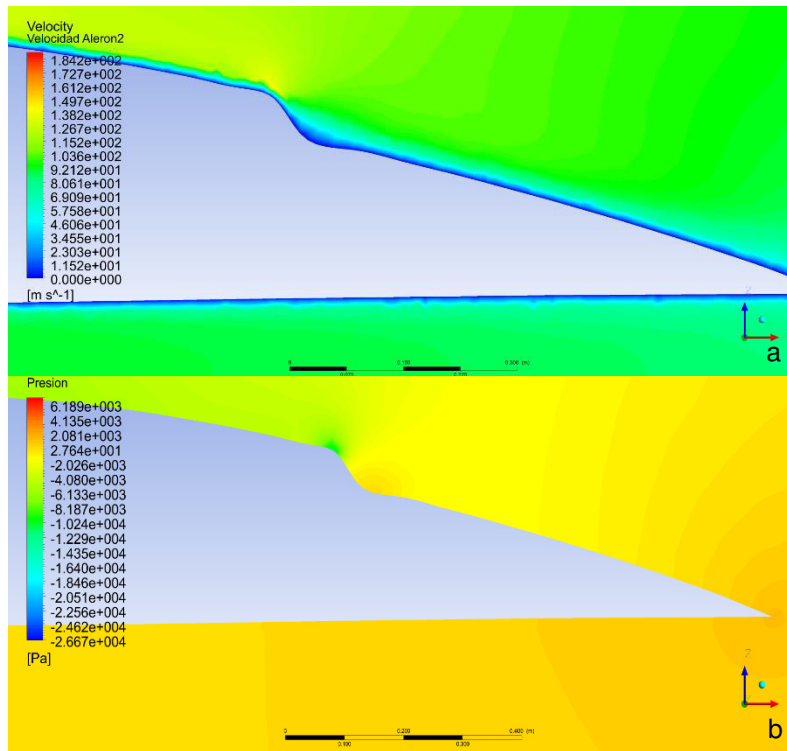 Velocity
Velocidad Aleron2
1.842e+002
1.727e+002
1.612e+002
1.497e+002
1.382e+002
1.267e+002
1.152e+002
1.036e+002
9.212e+001
8.061e+001
6.909e+001
5.758e+001
4.606e+001
3.455e+001
2.303e+001
1.152e+001
0.000e+000
[m s^-1]
Z
0 0.150 0.300 (m)
0.075 0.225
a
Presion
6.189e+003
4.135e+003
2.081e+003
2.764e+001
-2.026e+003
-4.080e+003
-6.133e+003
-8.187e+003
-1.024e+004
-1.229e+004
-1.435e+004
-1.640e+004
-1.846e+004
-2.051e+004
-2.256e+004
-2.462e+004
-2.667e+004
[Pa]
Z
0 0.200 0.400 (m)
0.100 0.300
b